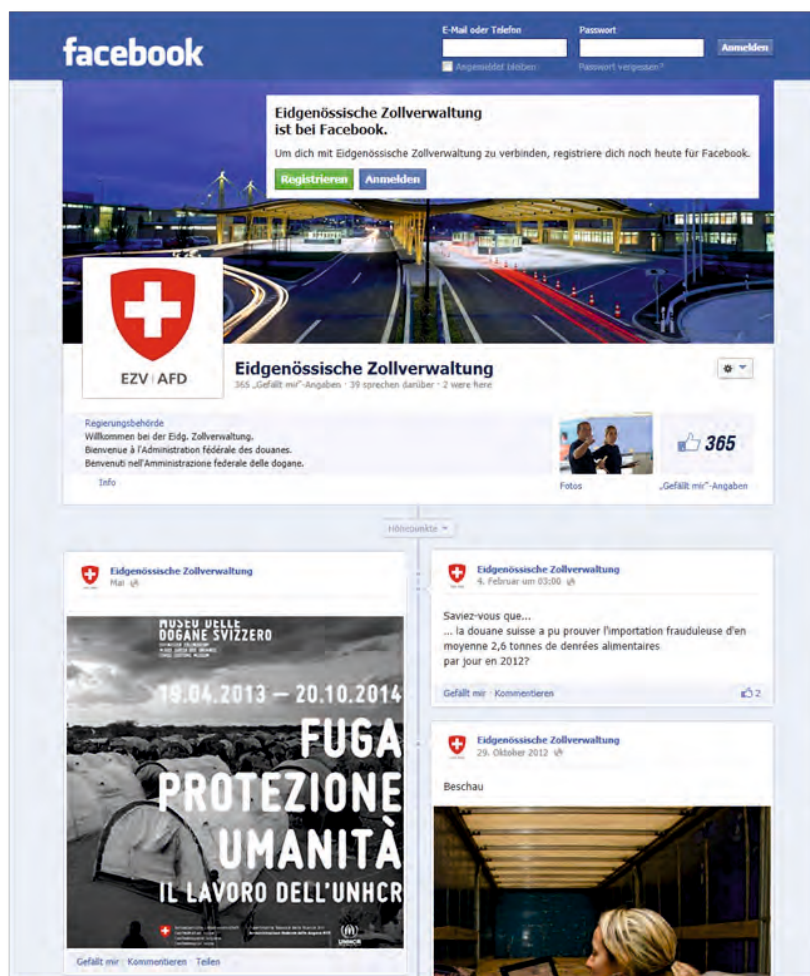 facebook
E-Mail oder Telefon
Passwort
Anmelden
Angemeldet bleiben
Passwort vergessen?
Eidgenössische Zollverwaltung
ist bei Facebook.
Um dich mit Eidgenössische Zollverwaltung zu verbinden, registriere dich noch heute für Facebook.
Registrieren
Anmelden
EZV AFD
Eidgenössische Zollverwaltung
365 „Gefällt mir"-Angaben · 39 sprechen darüber · 2 were here
Regierungsbehörde
Willkommen bei der Eidg. Zollverwaltung.
Bienvenue à l'Administration fédérale des douanes.
Benvenuti nell'Amministrazione federale delle dogane.
Info
Fotos
365
„Gefällt mir"-Angaben
Höhepunkte
Eidgenössische Zollverwaltung
Mai
MUSEO DELLE
DOGANE SVIZZERO
19.04.2013 – 20.10.2014
FUGA
PROTEZIONE
UMANITÀ
IL LAVORO DELL'UNHCR
UNHCR
Gefällt mir · Kommentieren · Teilen
Eidgenössische Zollverwaltung
4. Februar um 03:00
Saviez-vous que...
... la douane suisse a pu prouver l'importation frauduleuse d'en
moyenne 2,6 tonnes de denrées alimentaires
par jour en 2012?
Gefällt mir · Kommentieren
2
Eidgenössische Zollverwaltung
29. Oktober 2012
Beschau